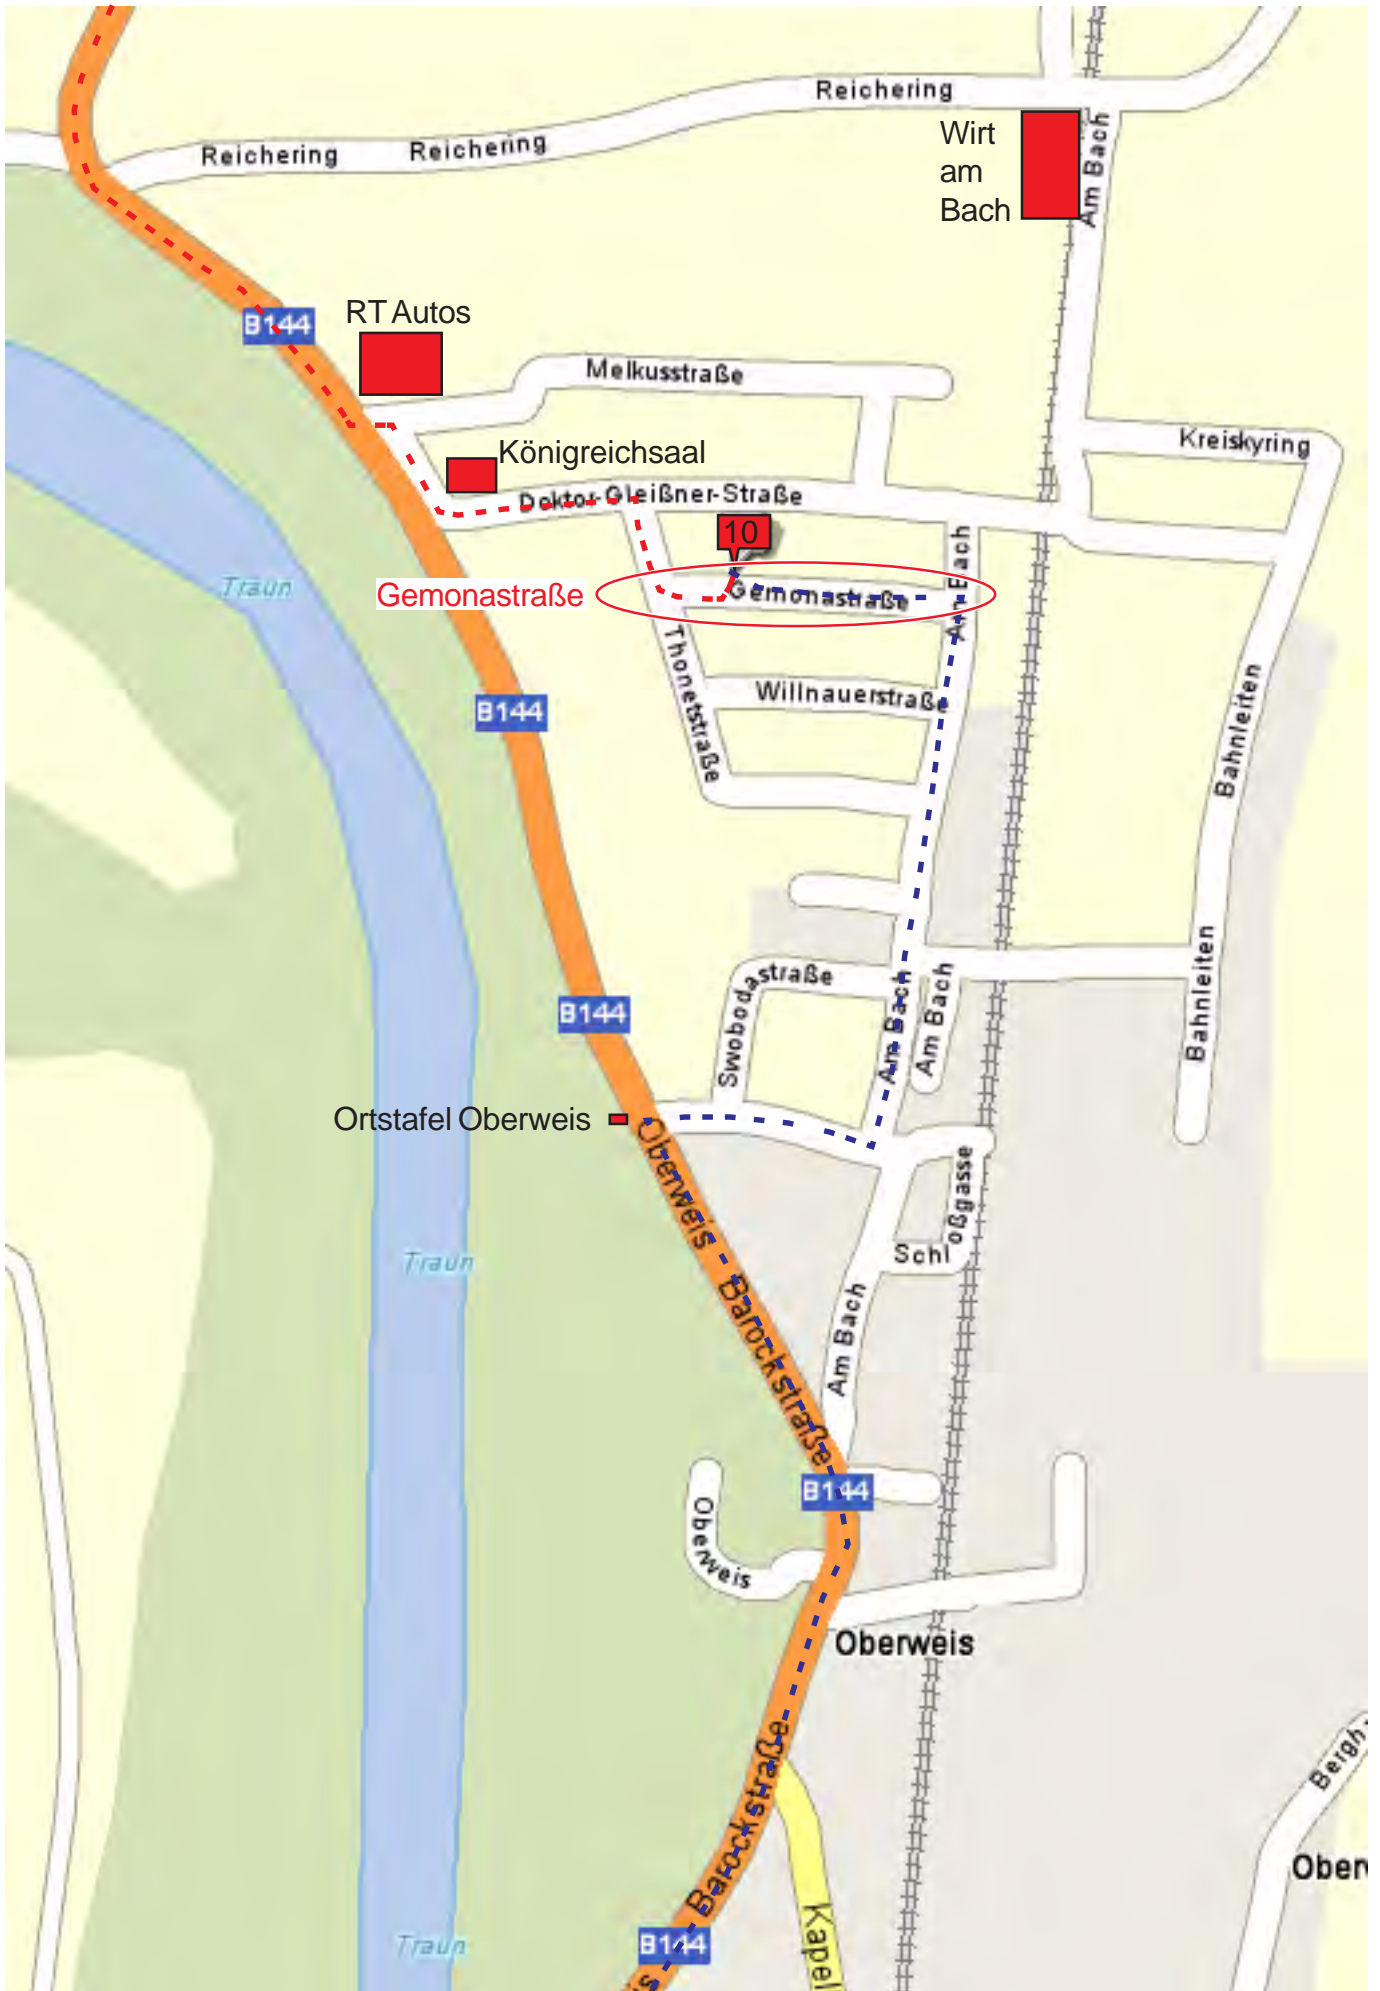 Reichering
Reichering
Reichering
Wirt
am
Bach
Am Bach
B144
RT Autos
Melkusstraße
Kreiskyring
Königreichsaal
Doktor-Gleißner-Straße
10
Am Bach
Traun
Gemonastraße
Gemonastraße
Thonetstraße
Willnauerstraße
Bahnleiten
B144
Swobodastraße
Am Bach
Am Bach
Bahnleiten
B144
Ortstafel Oberweis
Oberweis
Schloßgasse
Traun
Barockstraße
Am Bach
B144
Oberweis
Oberweis
Barockstraße
Traun
B144
Kapel
Bergh
Ober